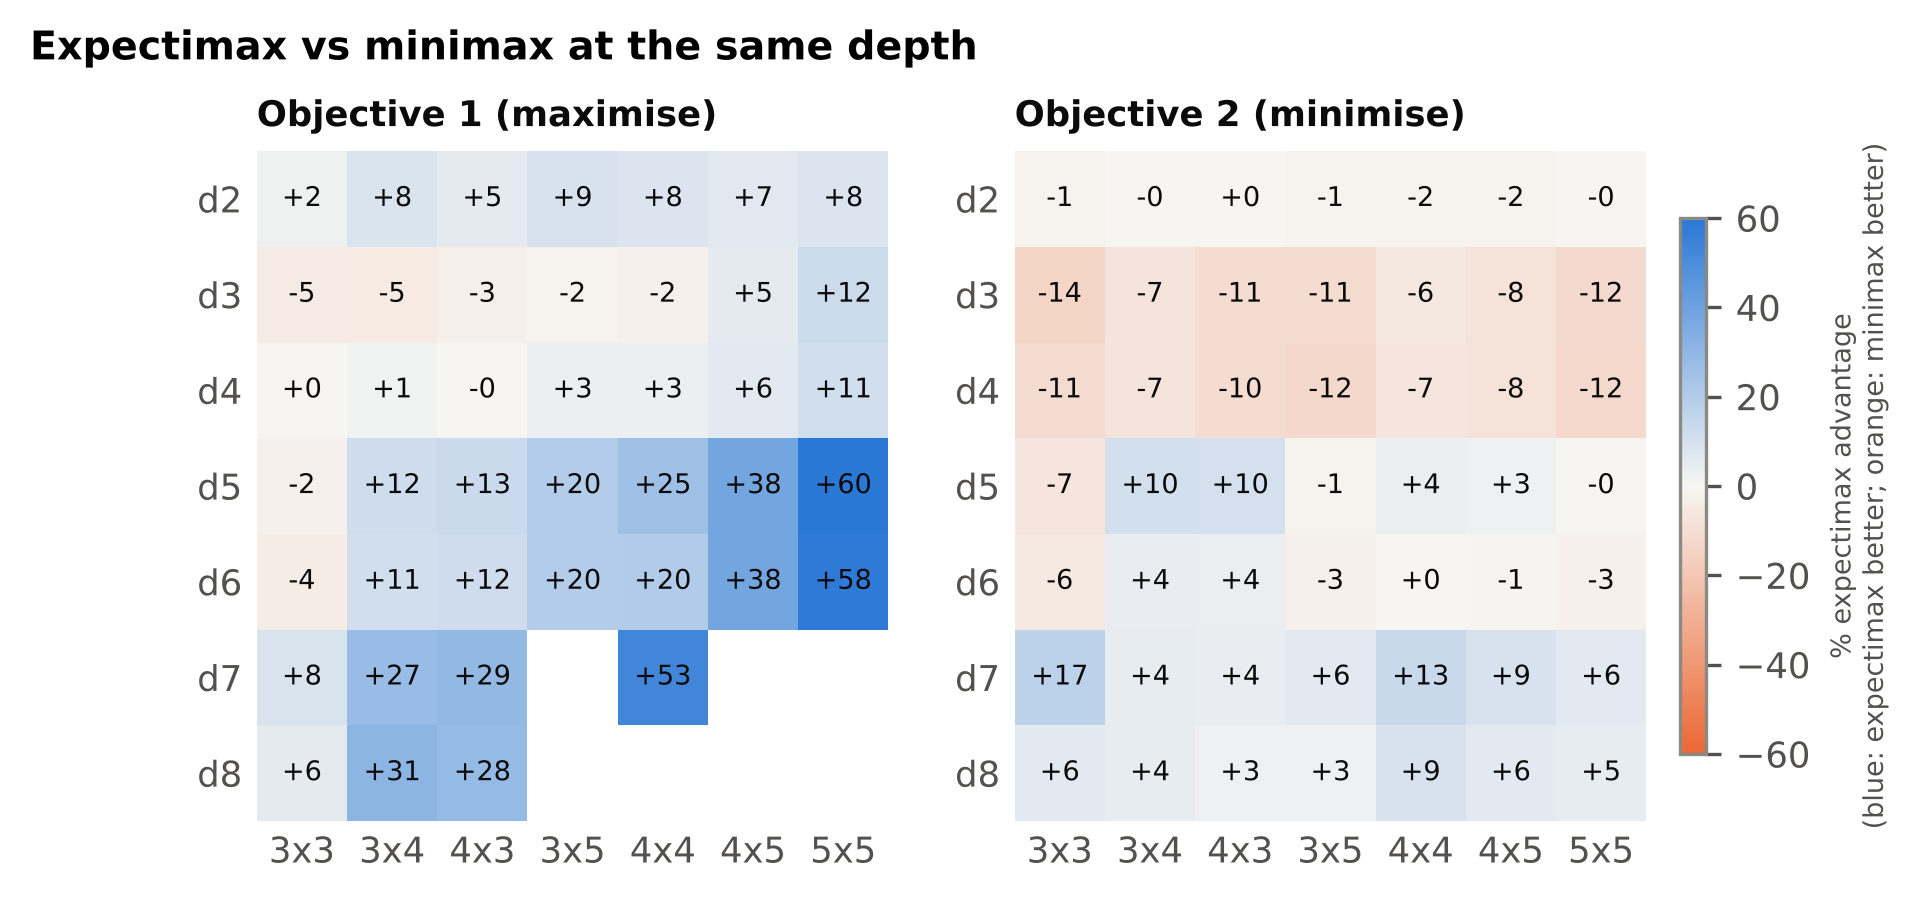 Expectimax vs minimax at the same depth
Objective 1 (maximise)
d2 +2 +8 +5 +9 +8 +7 +8
d3 -5 -5 -3 -2 -2 +5 +12
d4 +0 +1 -0 +3 +3 +6 +11
d5 -2 +12 +13 +20 +25 +38 +60
d6 -4 +11 +12 +20 +20 +38 +58
d7 +8 +27 +29 +53
d8 +6 +31 +28
3x3 3x4 4x3 3x5 4x4 4x5 5x5
Objective 2 (minimise)
d2 -1 -0 +0 -1 -2 -2 -0
d3 -14 -7 -11 -11 -6 -8 -12
d4 -11 -7 -10 -12 -7 -8 -12
d5 -7 +10 +10 -1 +4 +3 -0
d6 -6 +4 +4 -3 +0 -1 -3
d7 +17 +4 +4 +6 +13 +9 +6
d8 +6 +4 +3 +3 +9 +6 +5
3x3 3x4 4x3 3x5 4x4 4x5 5x5
60
40
20
0
−20
−40
−60
% expectimax advantage
(blue: expectimax better; orange: minimax better)